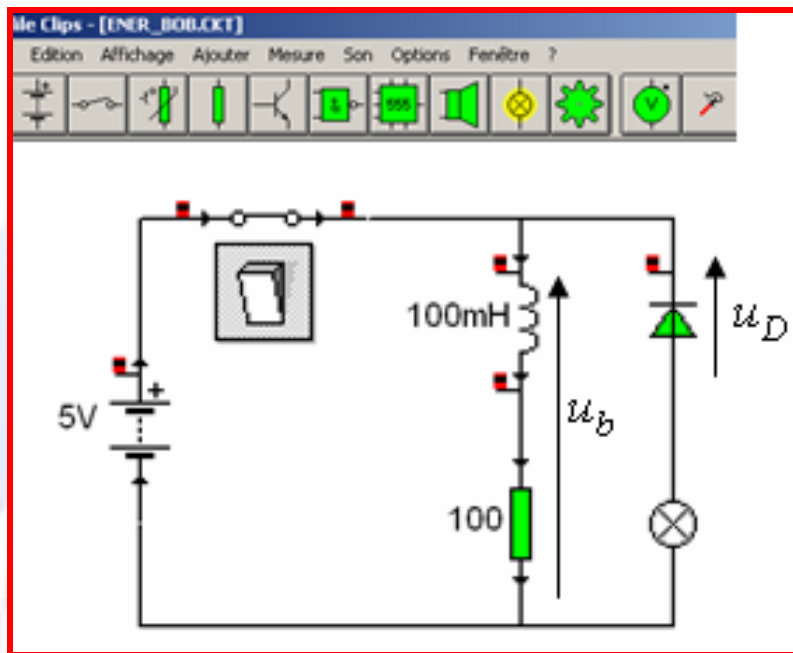 ile Clips - [ENER_BOB.CKT]
Edition Affichage Ajouter Mesure Son Options Fenêtre ?
& 555 V
100mH
u_D
+
5V
u_b
100